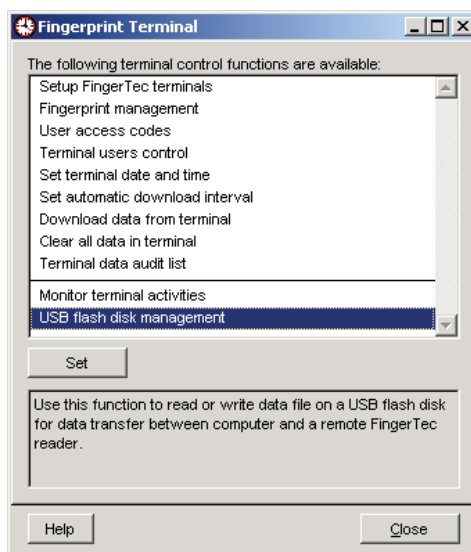 Fingerprint Terminal
The following terminal control functions are available:
Setup FingerTec terminals
Fingerprint management
User access codes
Terminal users control
Set terminal date and time
Set automatic download interval
Download data from terminal
Clear all data in terminal
Terminal data audit list
Monitor terminal activities
USB flash disk management
Set
Use this function to read or write data file on a USB flash disk
for data transfer between computer and a remote FingerTec
reader.
Help
Close